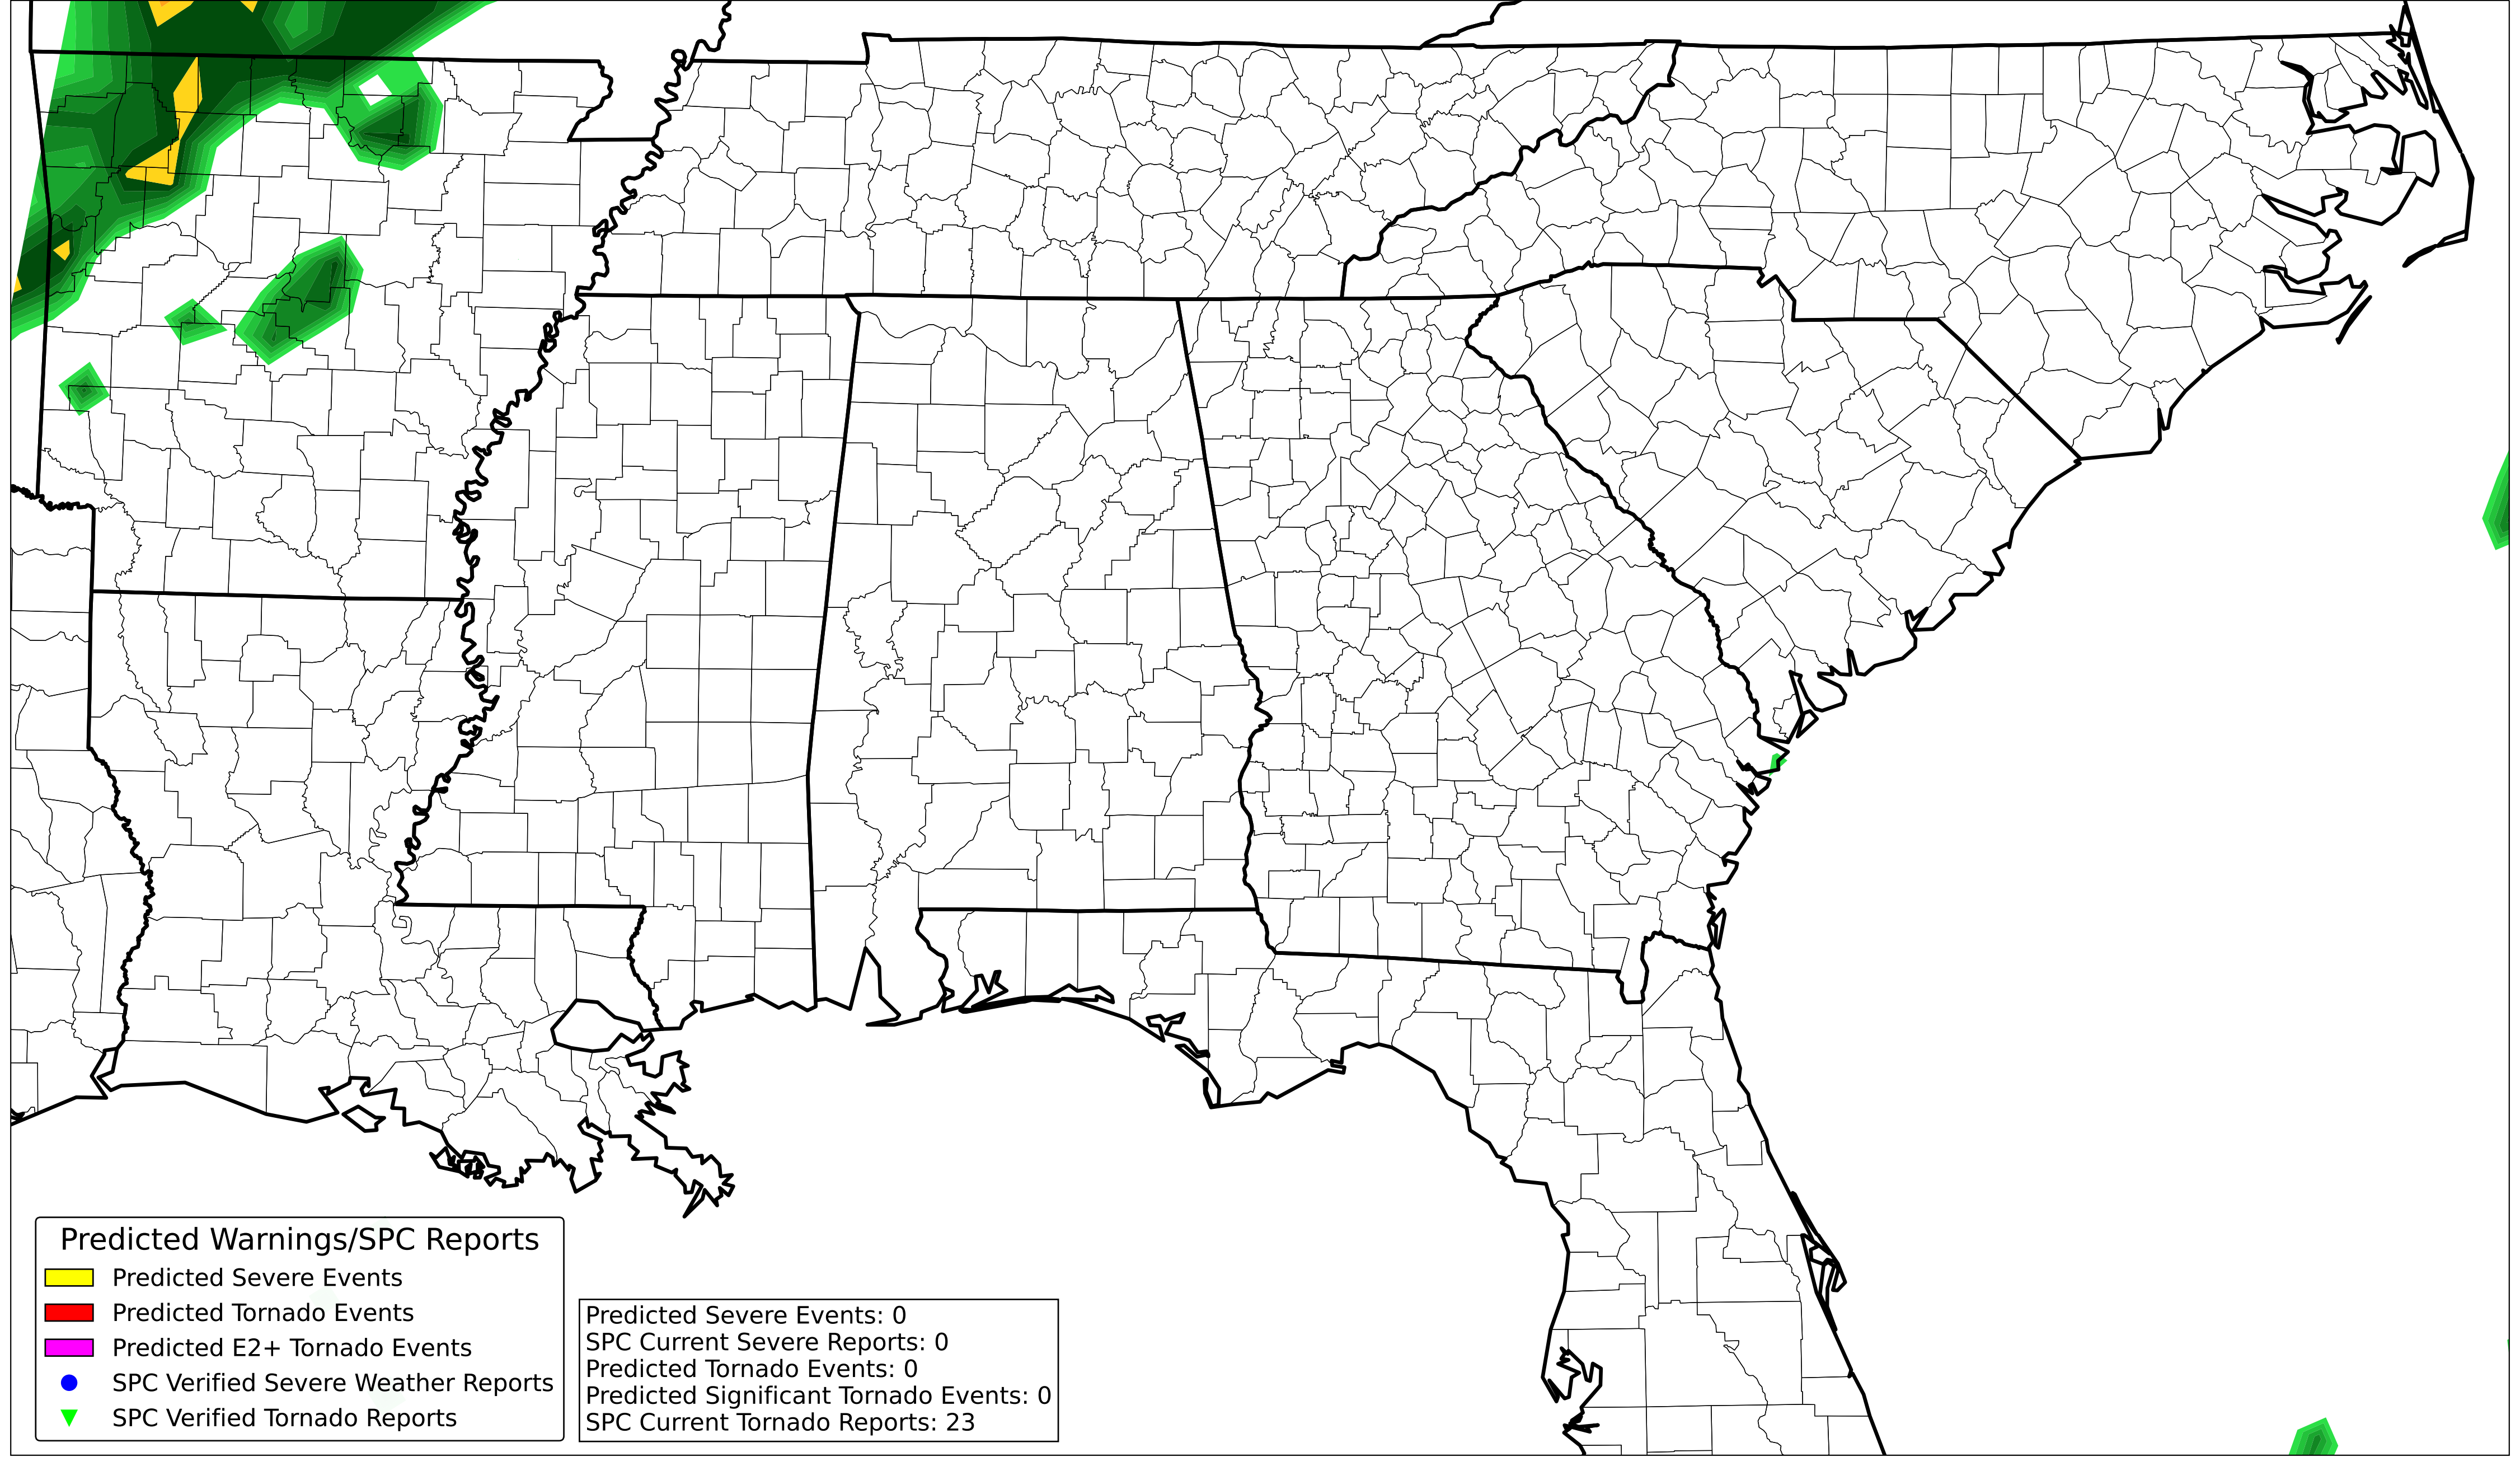 Predicted Warnings/SPC Reports
Predicted Severe Events
Predicted Tornado Events
Predicted E2+ Tornado Events
SPC Verified Severe Weather Reports
SPC Verified Tornado Reports
Predicted Severe Events: 0
SPC Current Severe Reports: 0
Predicted Tornado Events: 0
Predicted Significant Tornado Events: 0
SPC Current Tornado Reports: 23